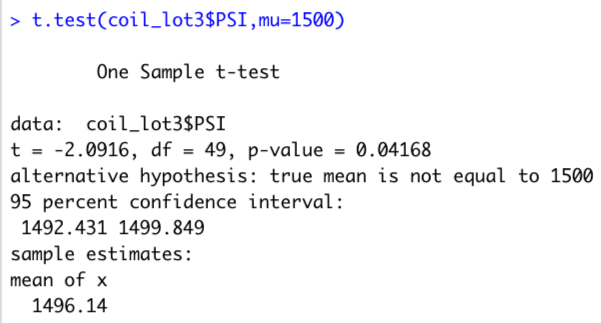 > t.test(coil_lot3$PSI,mu=1500)
One Sample t-test
data:  coil_lot3$PSI
t = -2.0916, df = 49, p-value = 0.04168
alternative hypothesis: true mean is not equal to 1500
95 percent confidence interval:
1492.431 1499.849
sample estimates:
mean of x
1496.14